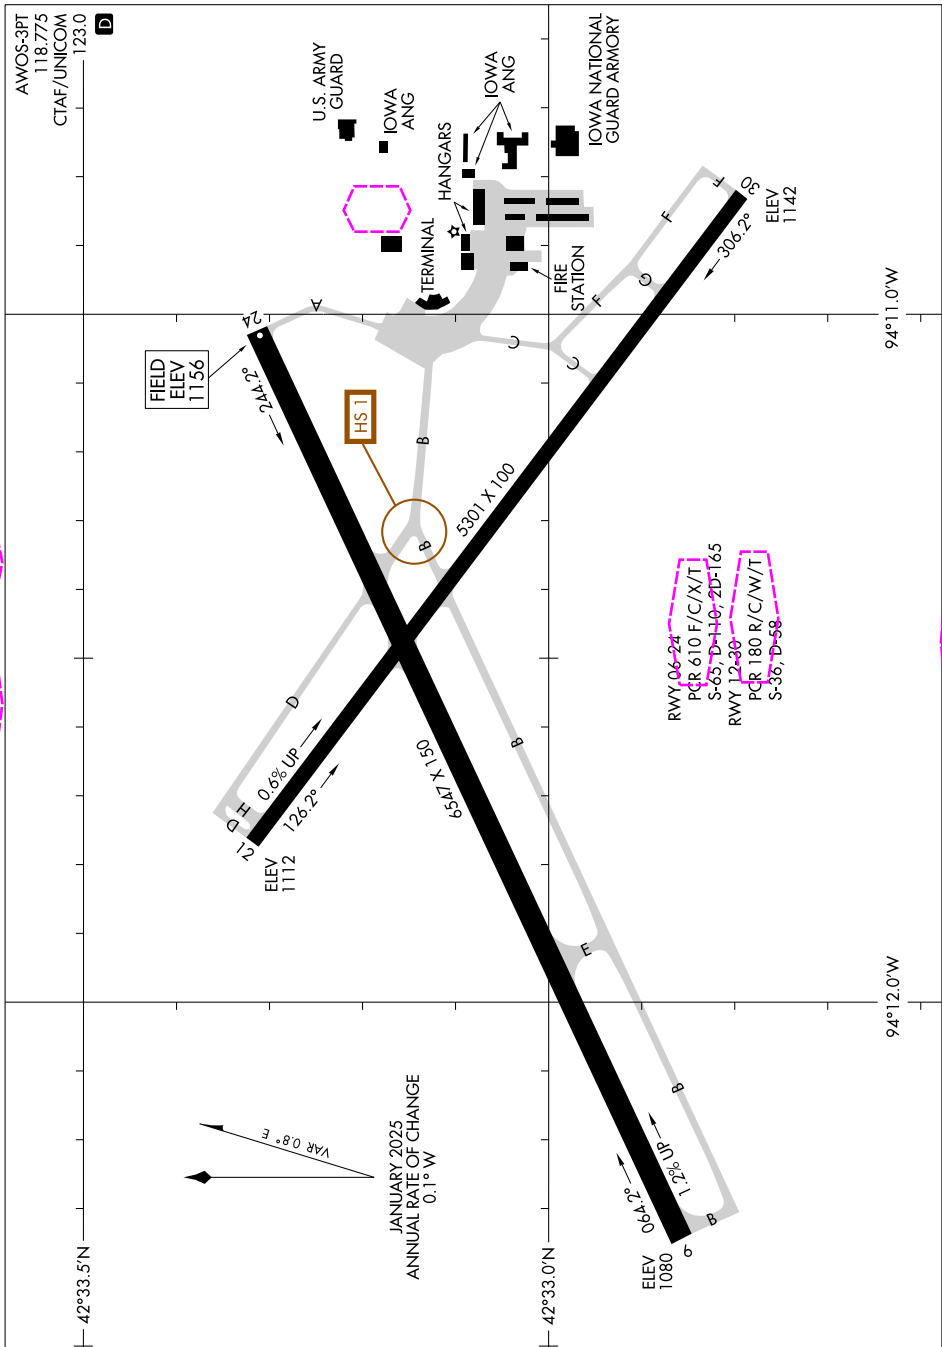 AWOS-3PT
118.775
CTAF/UNICOM
123.0
D
U.S. ARMY
GUARD
IOWA
ANG
HANGARS
IOWA
ANG
IOWA NATIONAL
GUARD ARMORY
TERMINAL
FIRE
STATION
FIELD
ELEV
1156
24
244.2°
A
HS 1
B
B
C
C
G
F
F
F
30
ELEV
1142
306.2°
94°11.0'W
5301 X 100
D
0.6% UP
126.2°
D
H
12
ELEV
1112
6547 X 150
B
E
B
B
RWY 06-24
PCR 610 F/C/X/T
S-65, D-110, 2D-165
RWY 12-30
PCR 180 R/C/W/T
S-36, D-58
94°12.0'W
VAR 0.8° E
JANUARY 2025
ANNUAL RATE OF CHANGE
0.1° W
064.2°
1.2% UP
6
ELEV
1080
42°33.5'N
42°33.0'N